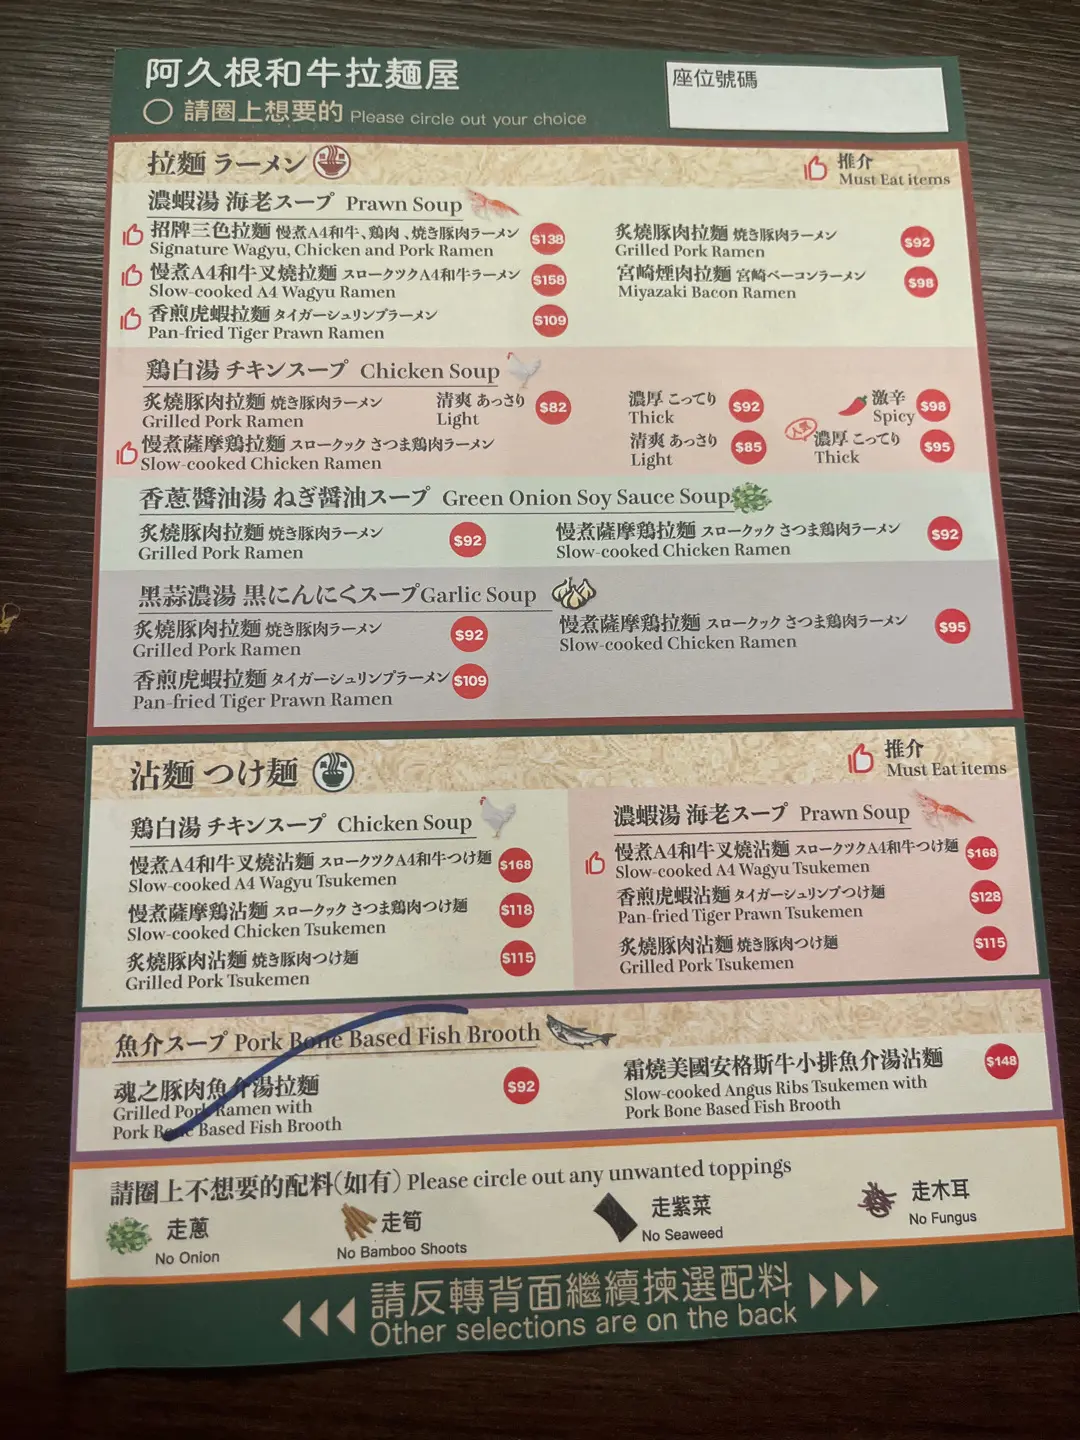 阿久根和牛拉麵屋
座位號碼
請圈上想要的 Please circle out your choice
拉麵 ラーメン
推介
Must Eat items
濃蝦湯 海老スープ Prawn Soup
招牌三色拉麵 慢煮A4和牛、鶏肉、焼き豚肉ラーメン $138
Signature Wagyu, Chicken and Pork Ramen
慢煮A4和牛叉燒拉麵 スロークツクA4和牛ラーメン $158
Slow-cooked A4 Wagyu Ramen
香煎虎蝦拉麵 タイガーシュリンプラーメン $109
Pan-fried Tiger Prawn Ramen
炙燒豚肉拉麵 焼き豚肉ラーメン $92
Grilled Pork Ramen
宮崎煙肉拉麵 宮崎ベーコンラーメン $98
Miyazaki Bacon Ramen
鶏白湯 チキンスープ Chicken Soup
炙燒豚肉拉麵 焼き豚肉ラーメン 清爽 あっさり $82 濃厚 こってり $92 激辛 $98
Grilled Pork Ramen Light Thick Spicy
人氣
慢煮薩摩鶏拉麵 スロークック さつま鶏肉ラーメン 清爽 あっさり $85 濃厚 こってり $95
Slow-cooked Chicken Ramen Light Thick
香蔥醬油湯 ねぎ醤油スープ Green Onion Soy Sauce Soup
炙燒豚肉拉麵 焼き豚肉ラーメン $92 慢煮薩摩鶏拉麵 スロークック さつま鶏肉ラーメン $92
Grilled Pork Ramen Slow-cooked Chicken Ramen
黑蒜濃湯 黒にんにくスープ Garlic Soup
炙燒豚肉拉麵 焼き豚肉ラーメン $92 慢煮薩摩鶏拉麵 スロークック さつま鶏肉ラーメン $95
Grilled Pork Ramen Slow-cooked Chicken Ramen
香煎虎蝦拉麵 タイガーシュリンプラーメン $109
Pan-fried Tiger Prawn Ramen
沾麵 つけ麺
推介
Must Eat items
鶏白湯 チキンスープ Chicken Soup
慢煮A4和牛叉燒沾麵 スロークツクA4和牛つけ麺 $168
Slow-cooked A4 Wagyu Tsukemen
慢煮薩摩鶏沾麵 スロークック さつま鶏肉つけ麺 $118
Slow-cooked Chicken Tsukemen
炙燒豚肉沾麵 焼き豚肉つけ麺 $115
Grilled Pork Tsukemen
濃蝦湯 海老スープ Prawn Soup
慢煮A4和牛叉燒沾麵 スロークツクA4和牛つけ麺 $168
Slow-cooked A4 Wagyu Tsukemen
香煎虎蝦沾麵 タイガーシュリンプつけ麺 $128
Pan-fried Tiger Prawn Tsukemen
炙燒豚肉沾麵 焼き豚肉つけ麺 $115
Grilled Pork Tsukemen
魚介スープ Pork Bone Based Fish Brooth
魂之豚肉魚介湯拉麵 $92
Grilled Pork Ramen with
Pork Bone Based Fish Brooth
霜燒美國安格斯牛小排魚介湯沾麵 $148
Slow-cooked Angus Ribs Tsukemen with
Pork Bone Based Fish Brooth
請圈上不想要的配料(如有) Please circle out any unwanted toppings
走蔥 走筍 走紫菜 走木耳
No Onion No Bamboo Shoots No Seaweed No Fungus
請反轉背面繼續揀選配料
Other selections are on the back